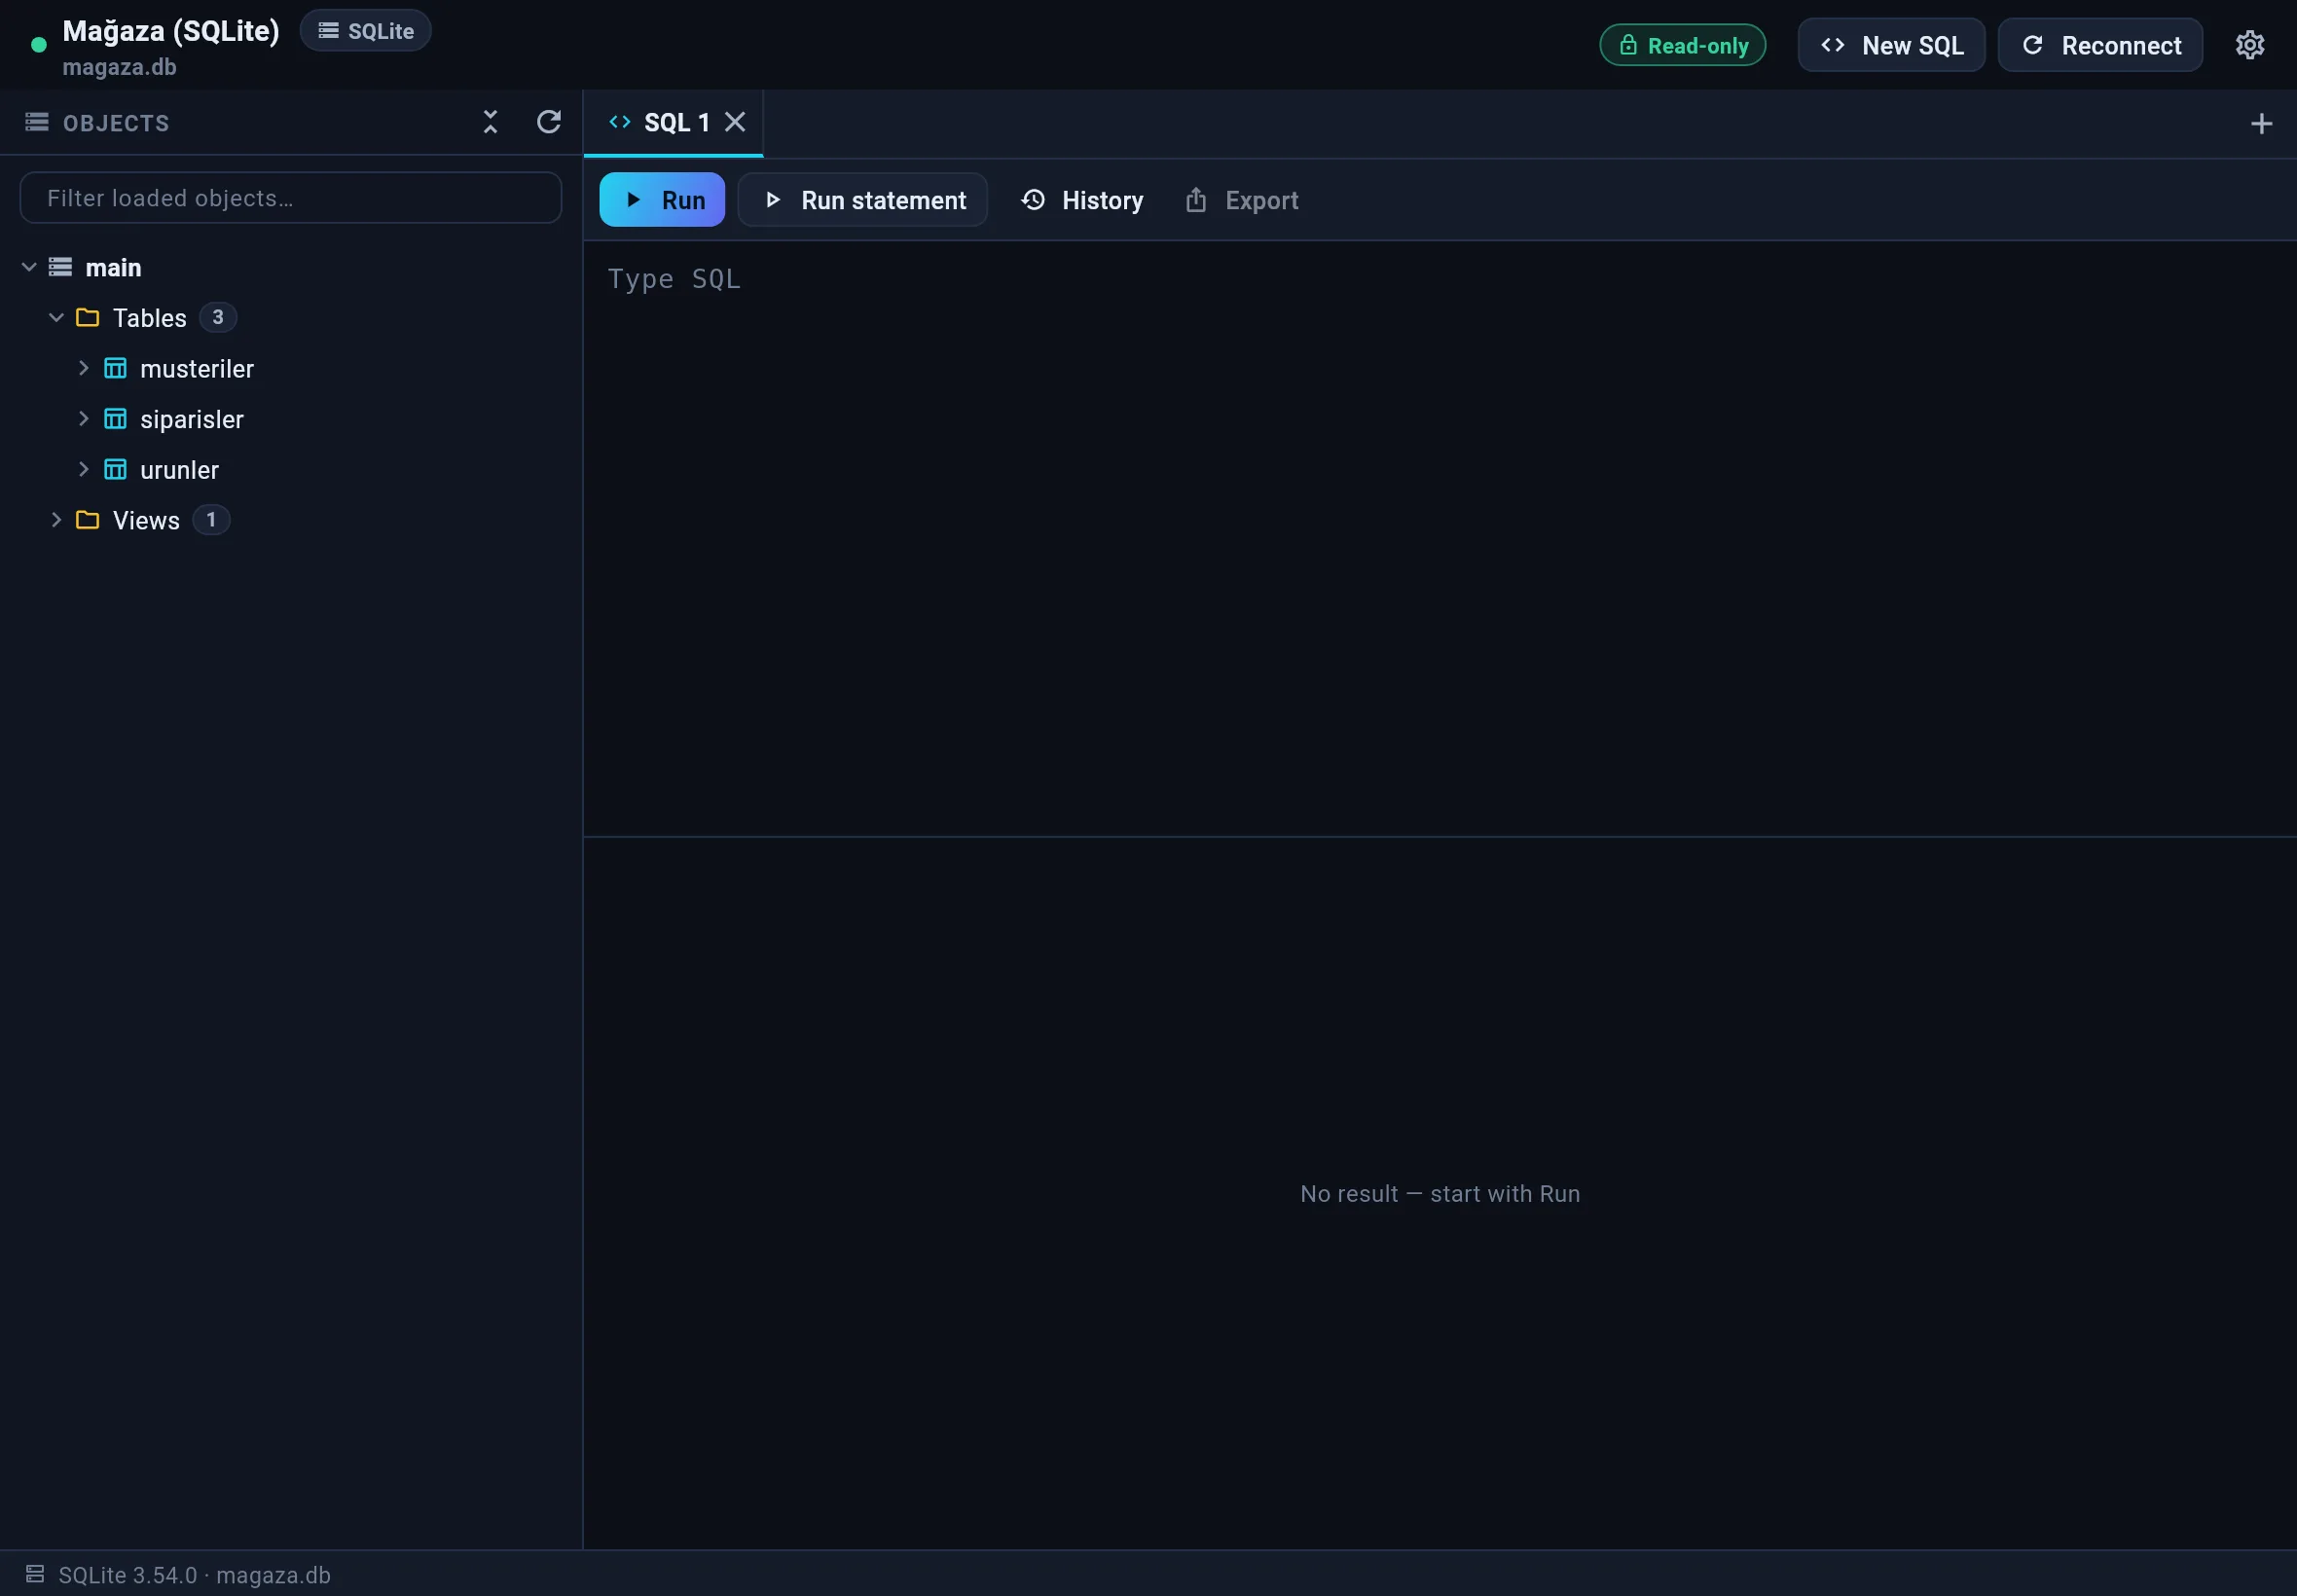 Mağaza (SQLite)
SQLite
magaza.db
Read-only
New SQL
Reconnect
OBJECTS
SQL 1
Filter loaded objects…
Run
Run statement
History
Export
main
Tables 3
musteriler
siparisler
urunler
Views 1
Type SQL
No result — start with Run
SQLite 3.54.0 · magaza.db